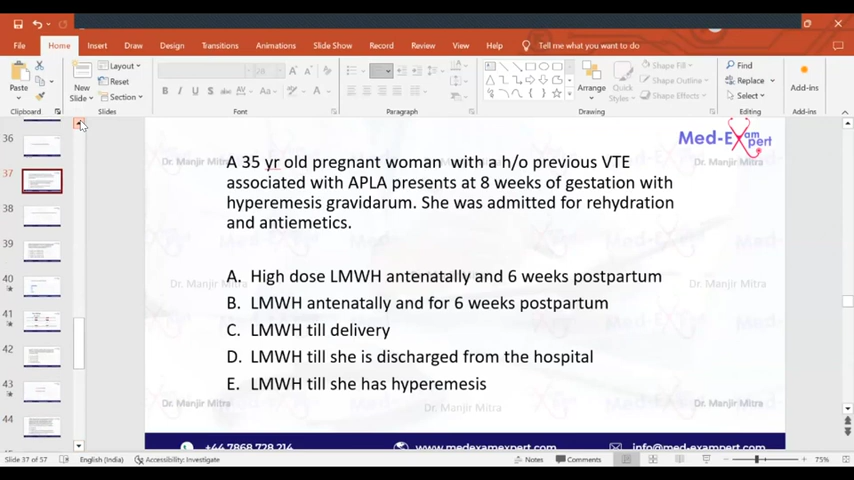 File Home Insert Draw Design Transitions Animations Slide Show Record Review View Help Tell me what you want to do
Paste
New Slide
Layout
Reset
Section
Arrange
Quick Styles
Shape Fill
Shape Outline
Shape Effects
Find
Replace
Select
Add-ins
Clipboard Slides Font Paragraph Drawing Editing Add-ins
36
37
38
39
40
41
42
43
44
Med-Exam
pert
A 35 yr old pregnant woman with a h/o previous VTE
associated with APLA presents at 8 weeks of gestation with
hyperemesis gravidarum. She was admitted for rehydration
and antiemetics.
A. High dose LMWH antenatally and 6 weeks postpartum
B. LMWH antenatally and for 6 weeks postpartum
C. LMWH till delivery
D. LMWH till she is discharged from the hospital
E. LMWH till she has hyperemesis
Dr. Manjir Mitra
+44 7868 728 214 www.medexamexpert.com info@med-exampert.com
Slide 37 of 57 English (India) Accessibility: Investigate Notes Comments 75%